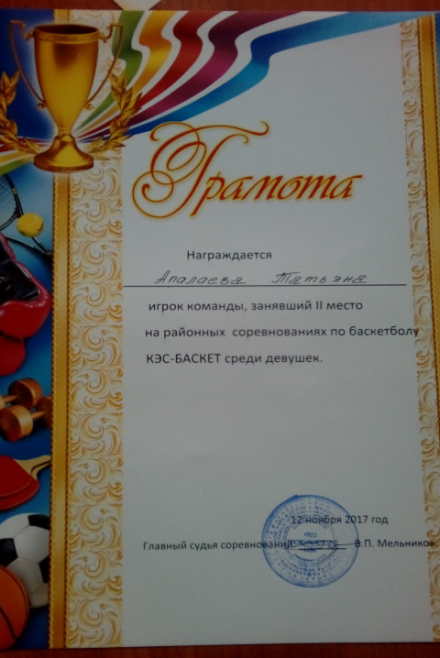 Грамота
Награждается
Апалаева Татьяна
игрок команды, занявший II место
на районных соревнованиях по баскетболу
КЭС-БАСКЕТ среди девушек.
12 ноября 2017 год
Главный судья соревнований В.П. Мельников